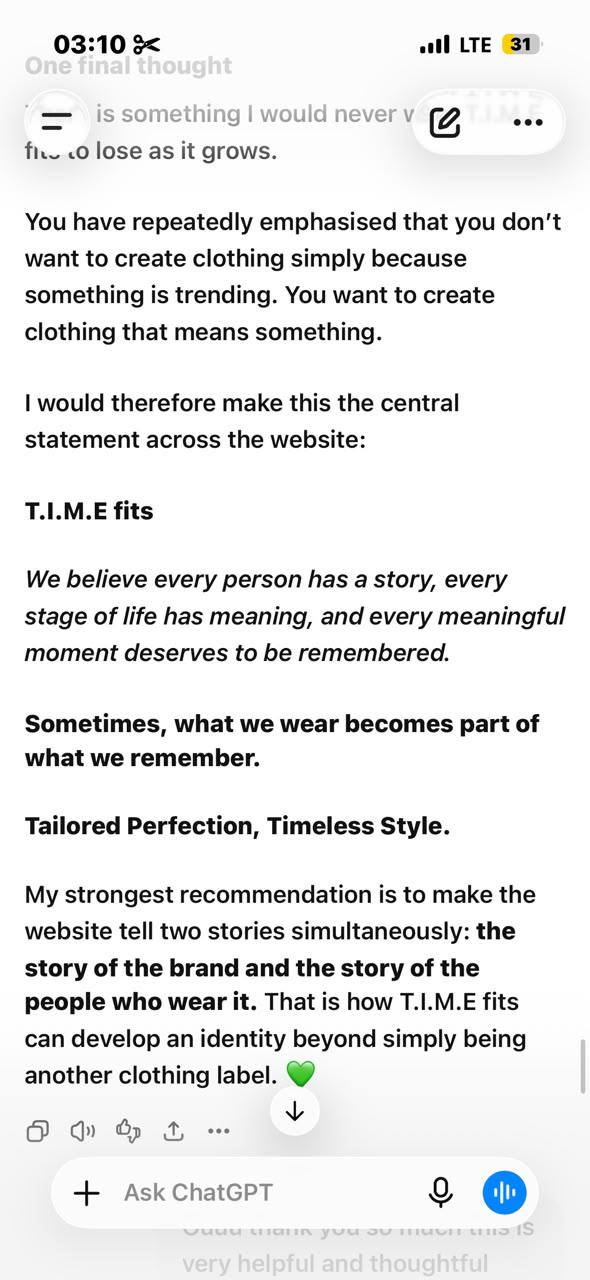 03:10
LTE
31
One final thought
is something I would never
fits to lose as it grows.
You have repeatedly emphasised that you don’t
want to create clothing simply because
something is trending. You want to create
clothing that means something.
I would therefore make this the central
statement across the website:
T.I.M.E fits
We believe every person has a story, every
stage of life has meaning, and every meaningful
moment deserves to be remembered.
Sometimes, what we wear becomes part of
what we remember.
Tailored Perfection, Timeless Style.
My strongest recommendation is to make the
website tell two stories simultaneously: the
story of the brand and the story of the
people who wear it. That is how T.I.M.E fits
can develop an identity beyond simply being
another clothing label. 💚
Ask ChatGPT
thank you so much this is
very helpful and thoughtful